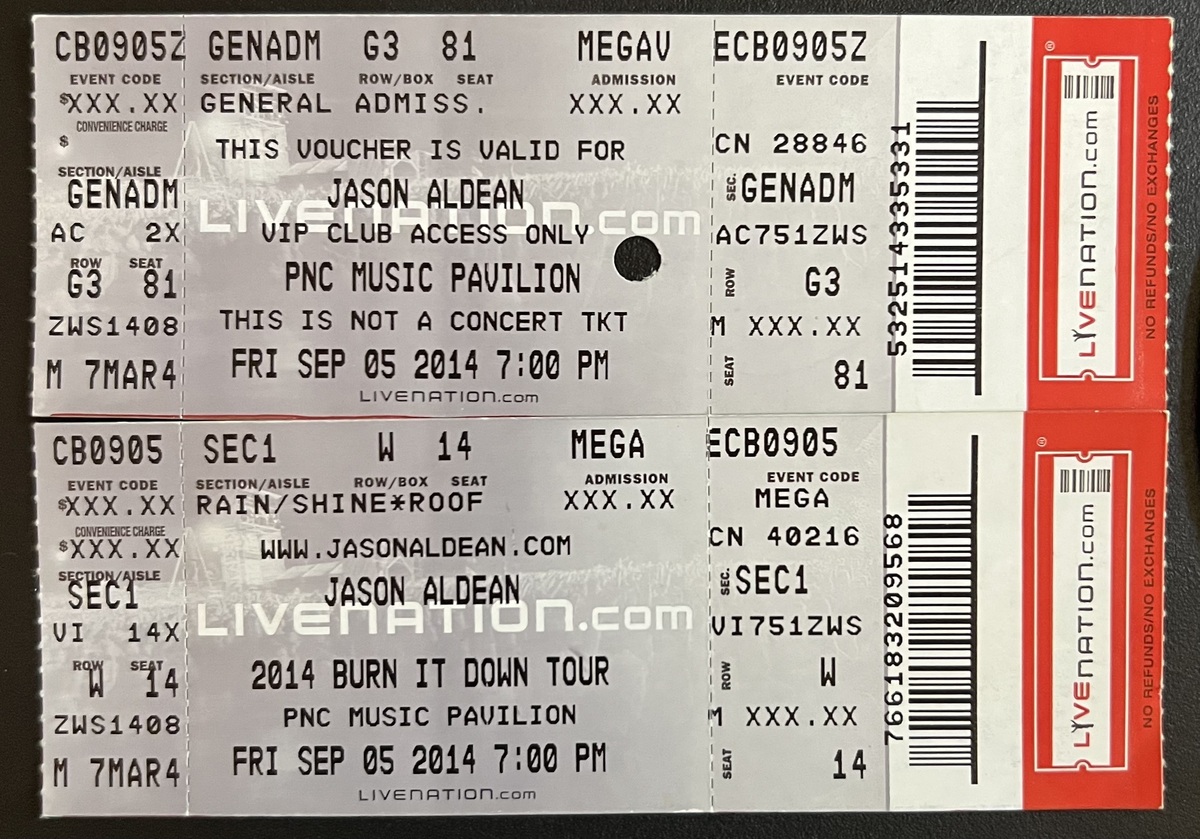 CB0905Z GENADM G3 81 MEGAV ECB0905Z
EVENT CODE SECTION/AISLE ROW/BOX SEAT ADMISSION EVENT CODE
$XXX.XX GENERAL ADMISS. XXX.XX
CONVENIENCE CHARGE
$ THIS VOUCHER IS VALID FOR CN 28846
SECTION/AISLE
GENADM JASON ALDEAN SEC. GENADM
LIVENATION.com
AC 2X VIP CLUB ACCESS ONLY AC751ZWS
ROW SEAT
G3 81 PNC MUSIC PAVILION ROW G3
ZWS1408 THIS IS NOT A CONCERT TKT M XXX.XX
M 7MAR4 FRI SEP 05 2014 7:00 PM SEAT 81
LIVENATION.com
532514335331
LIVENATION.com®
NO REFUNDS/NO EXCHANGES
CB0905 SEC1 W 14 MEGA ECB0905
EVENT CODE SECTION/AISLE ROW/BOX SEAT ADMISSION EVENT CODE
$XXX.XX RAIN/SHINE*ROOF XXX.XX MEGA
CONVENIENCE CHARGE
$XXX.XX WWW.JASONALDEAN.COM CN 40216
SECTION/AISLE
SEC1 JASON ALDEAN SEC. SEC1
LIVENATION.com
VI 14X VI751ZWS
ROW SEAT
W 14 2014 BURN IT DOWN TOUR ROW W
ZWS1408 PNC MUSIC PAVILION M XXX.XX
M 7MAR4 FRI SEP 05 2014 7:00 PM SEAT 14
LIVENATION.com
766183209568
LIVENATION.com®
NO REFUNDS/NO EXCHANGES